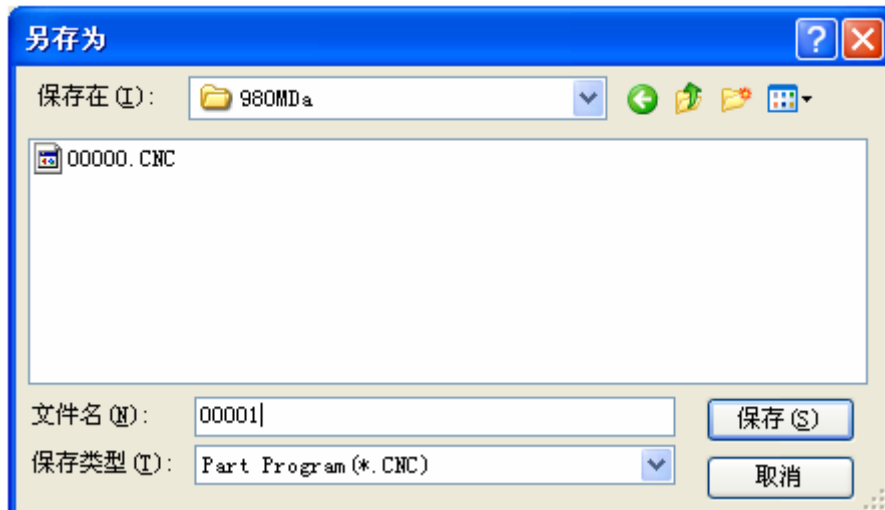 另存为
保存在(I):
980MDa
00000.CNC
文件名(N):
00001
保存(S)
保存类型(T):
Part Program(*.CNC)
取消